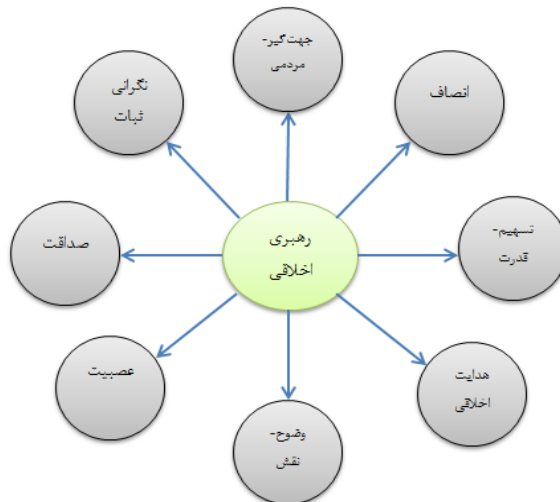 جهت‌گیر-
مردمی
انصاف
تسهیم-
قدرت
هدایت
اخلاقی
وضوح-
نقش
عصبیت
صداقت
نگرانی
ثبات
رهبری
اخلاقی